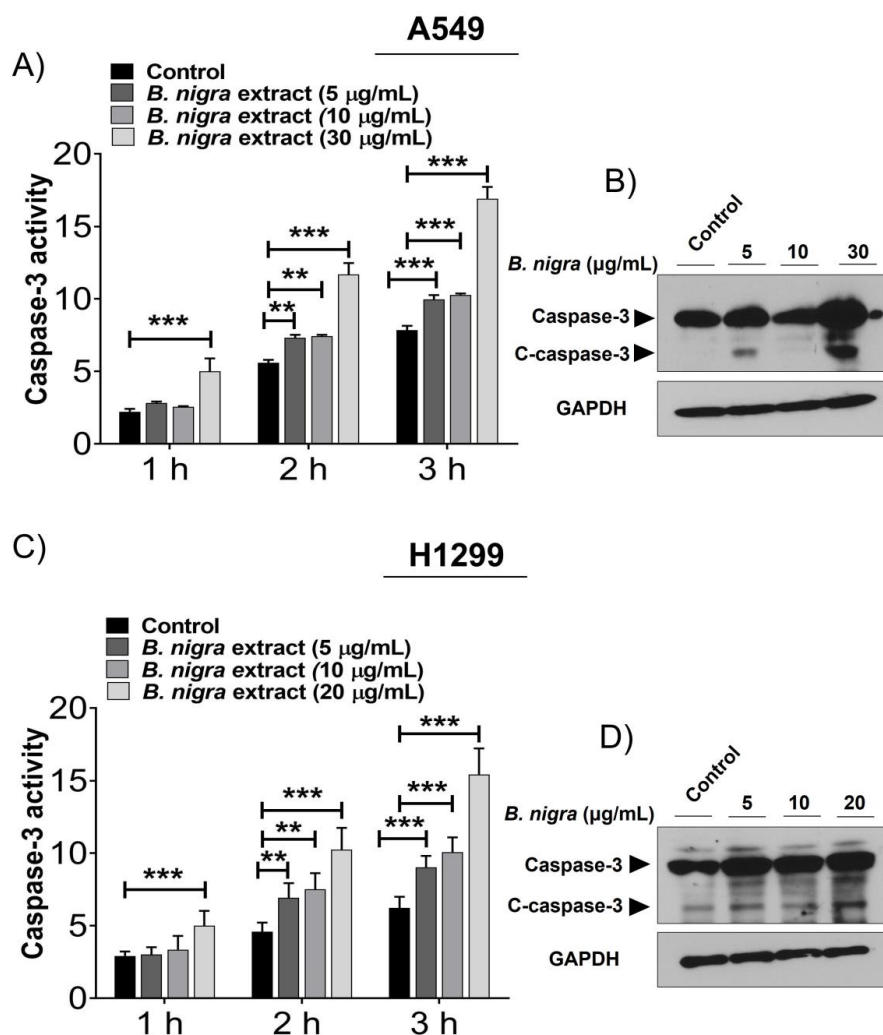 A549
A)
Control
B. nigra extract (5 µg/mL)
B. nigra extract (10 µg/mL)
B. nigra extract (30 µg/mL)
Caspase-3 activity
20
15
10
5
0
***
**
**
***
***
***
***
1 h
2 h
3 h
B)
Control
B. nigra (µg/mL)
5
10
30
Caspase-3
C-caspase-3
GAPDH
C)
H1299
Control
B. nigra extract (5 µg/mL)
B. nigra extract (10 µg/mL)
B. nigra extract (20 µg/mL)
Caspase-3 activity
20
15
10
5
0
***
**
**
***
***
***
***
1 h
2 h
3 h
D)
Control
B. nigra (µg/mL)
5
10
20
Caspase-3
C-caspase-3
GAPDH